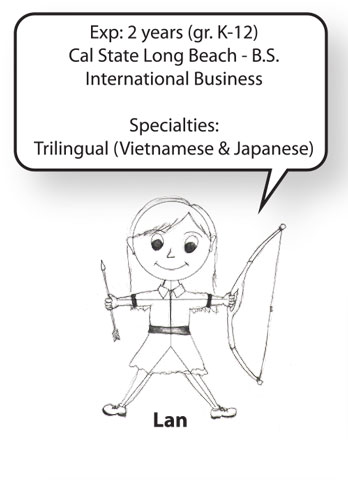 Exp: 2 years (gr. K-12)
Cal State Long Beach - B.S.
International Business
Specialties:
Trilingual (Vietnamese & Japanese)
Lan